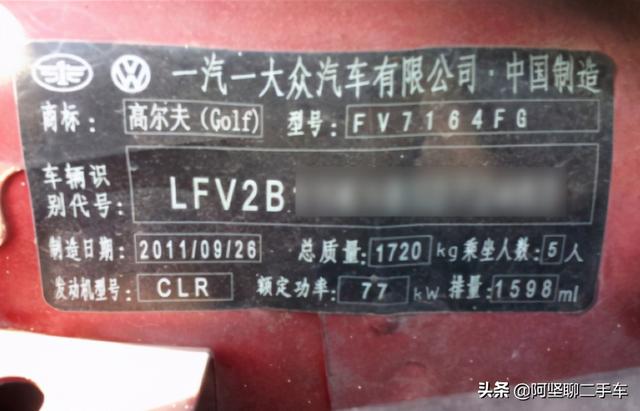 一汽一大众汽车有限公司·中国制造
商标: 高尔夫(Golf) 型号: FV7164FG
车辆识
别代号: LFV2B
制造日期: 2011/09/26 总质量: 1720 kg 乘坐人数: 5 人
发动机型号: CLR 额定功率: 77 kW 排量: 1598 ml
头条 @阿坚聊二手车